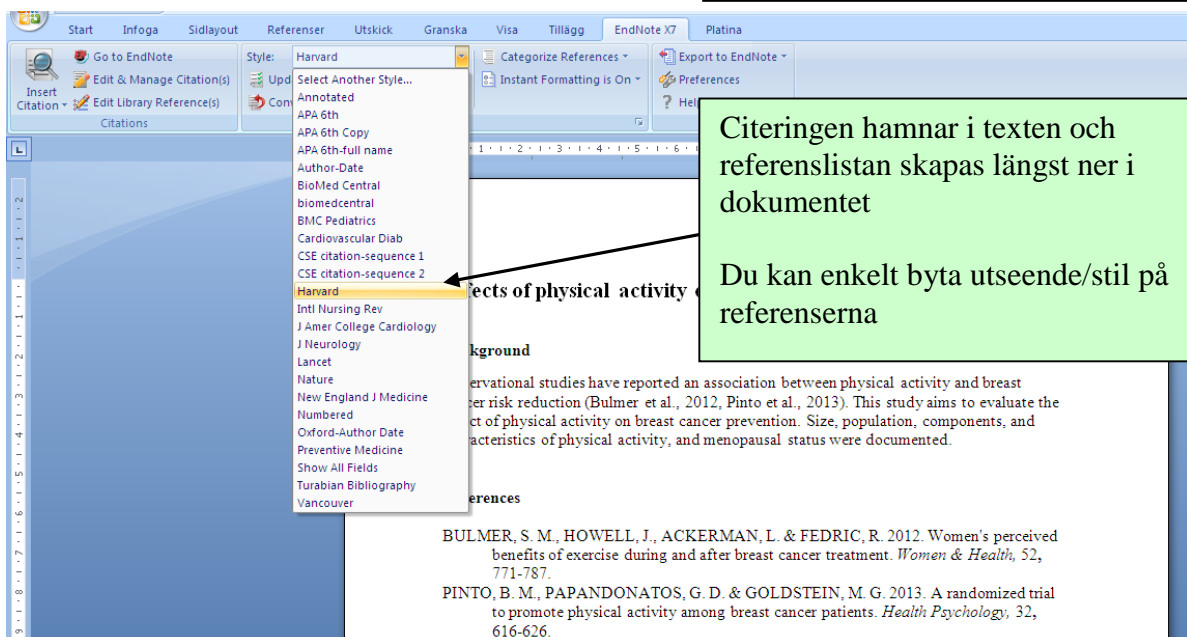 Start Infoga Sidlayout Referenser Utskick Granska Visa Tillägg EndNote X7 Platina
Go to EndNote
Edit & Manage Citation(s)
Edit Library Reference(s)
Insert
Citation
Citations
Style: Harvard
Upd
Conv
Categorize References
Instant Formatting is On
Export to EndNote
Preferences
Hel
Select Another Style...
Annotated
APA 6th
APA 6th Copy
APA 6th-full name
Author-Date
BioMed Central
biomedcentral
BMC Pediatrics
Cardiovascular Diab
CSE citation-sequence 1
CSE citation-sequence 2
Harvard
Intl Nursing Rev
J Amer College Cardiology
J Neurology
Lancet
Nature
New England J Medicine
Numbered
Oxford-Author Date
Preventive Medicine
Show All Fields
Turabian Bibliography
Vancouver
Citeringen hamnar i texten och
referenslistan skapas längst ner i
dokumentet
Du kan enkelt byta utseende/stil på
referenserna
fects of physical activity
kground
ervational studies have reported an association between physical activity and breast
cer risk reduction (Bulmer et al., 2012, Pinto et al., 2013). This study aims to evaluate the
ct of physical activity on breast cancer prevention. Size, population, components, and
racteristics of physical activity, and menopausal status were documented.
erences
BULMER, S. M., HOWELL, J., ACKERMAN, L. & FEDRIC, R. 2012. Women's perceived
benefits of exercise during and after breast cancer treatment. Women & Health, 52,
771-787.
PINTO, B. M., PAPANDONATOS, G. D. & GOLDSTEIN, M. G. 2013. A randomized trial
to promote physical activity among breast cancer patients. Health Psychology, 32,
616-626.